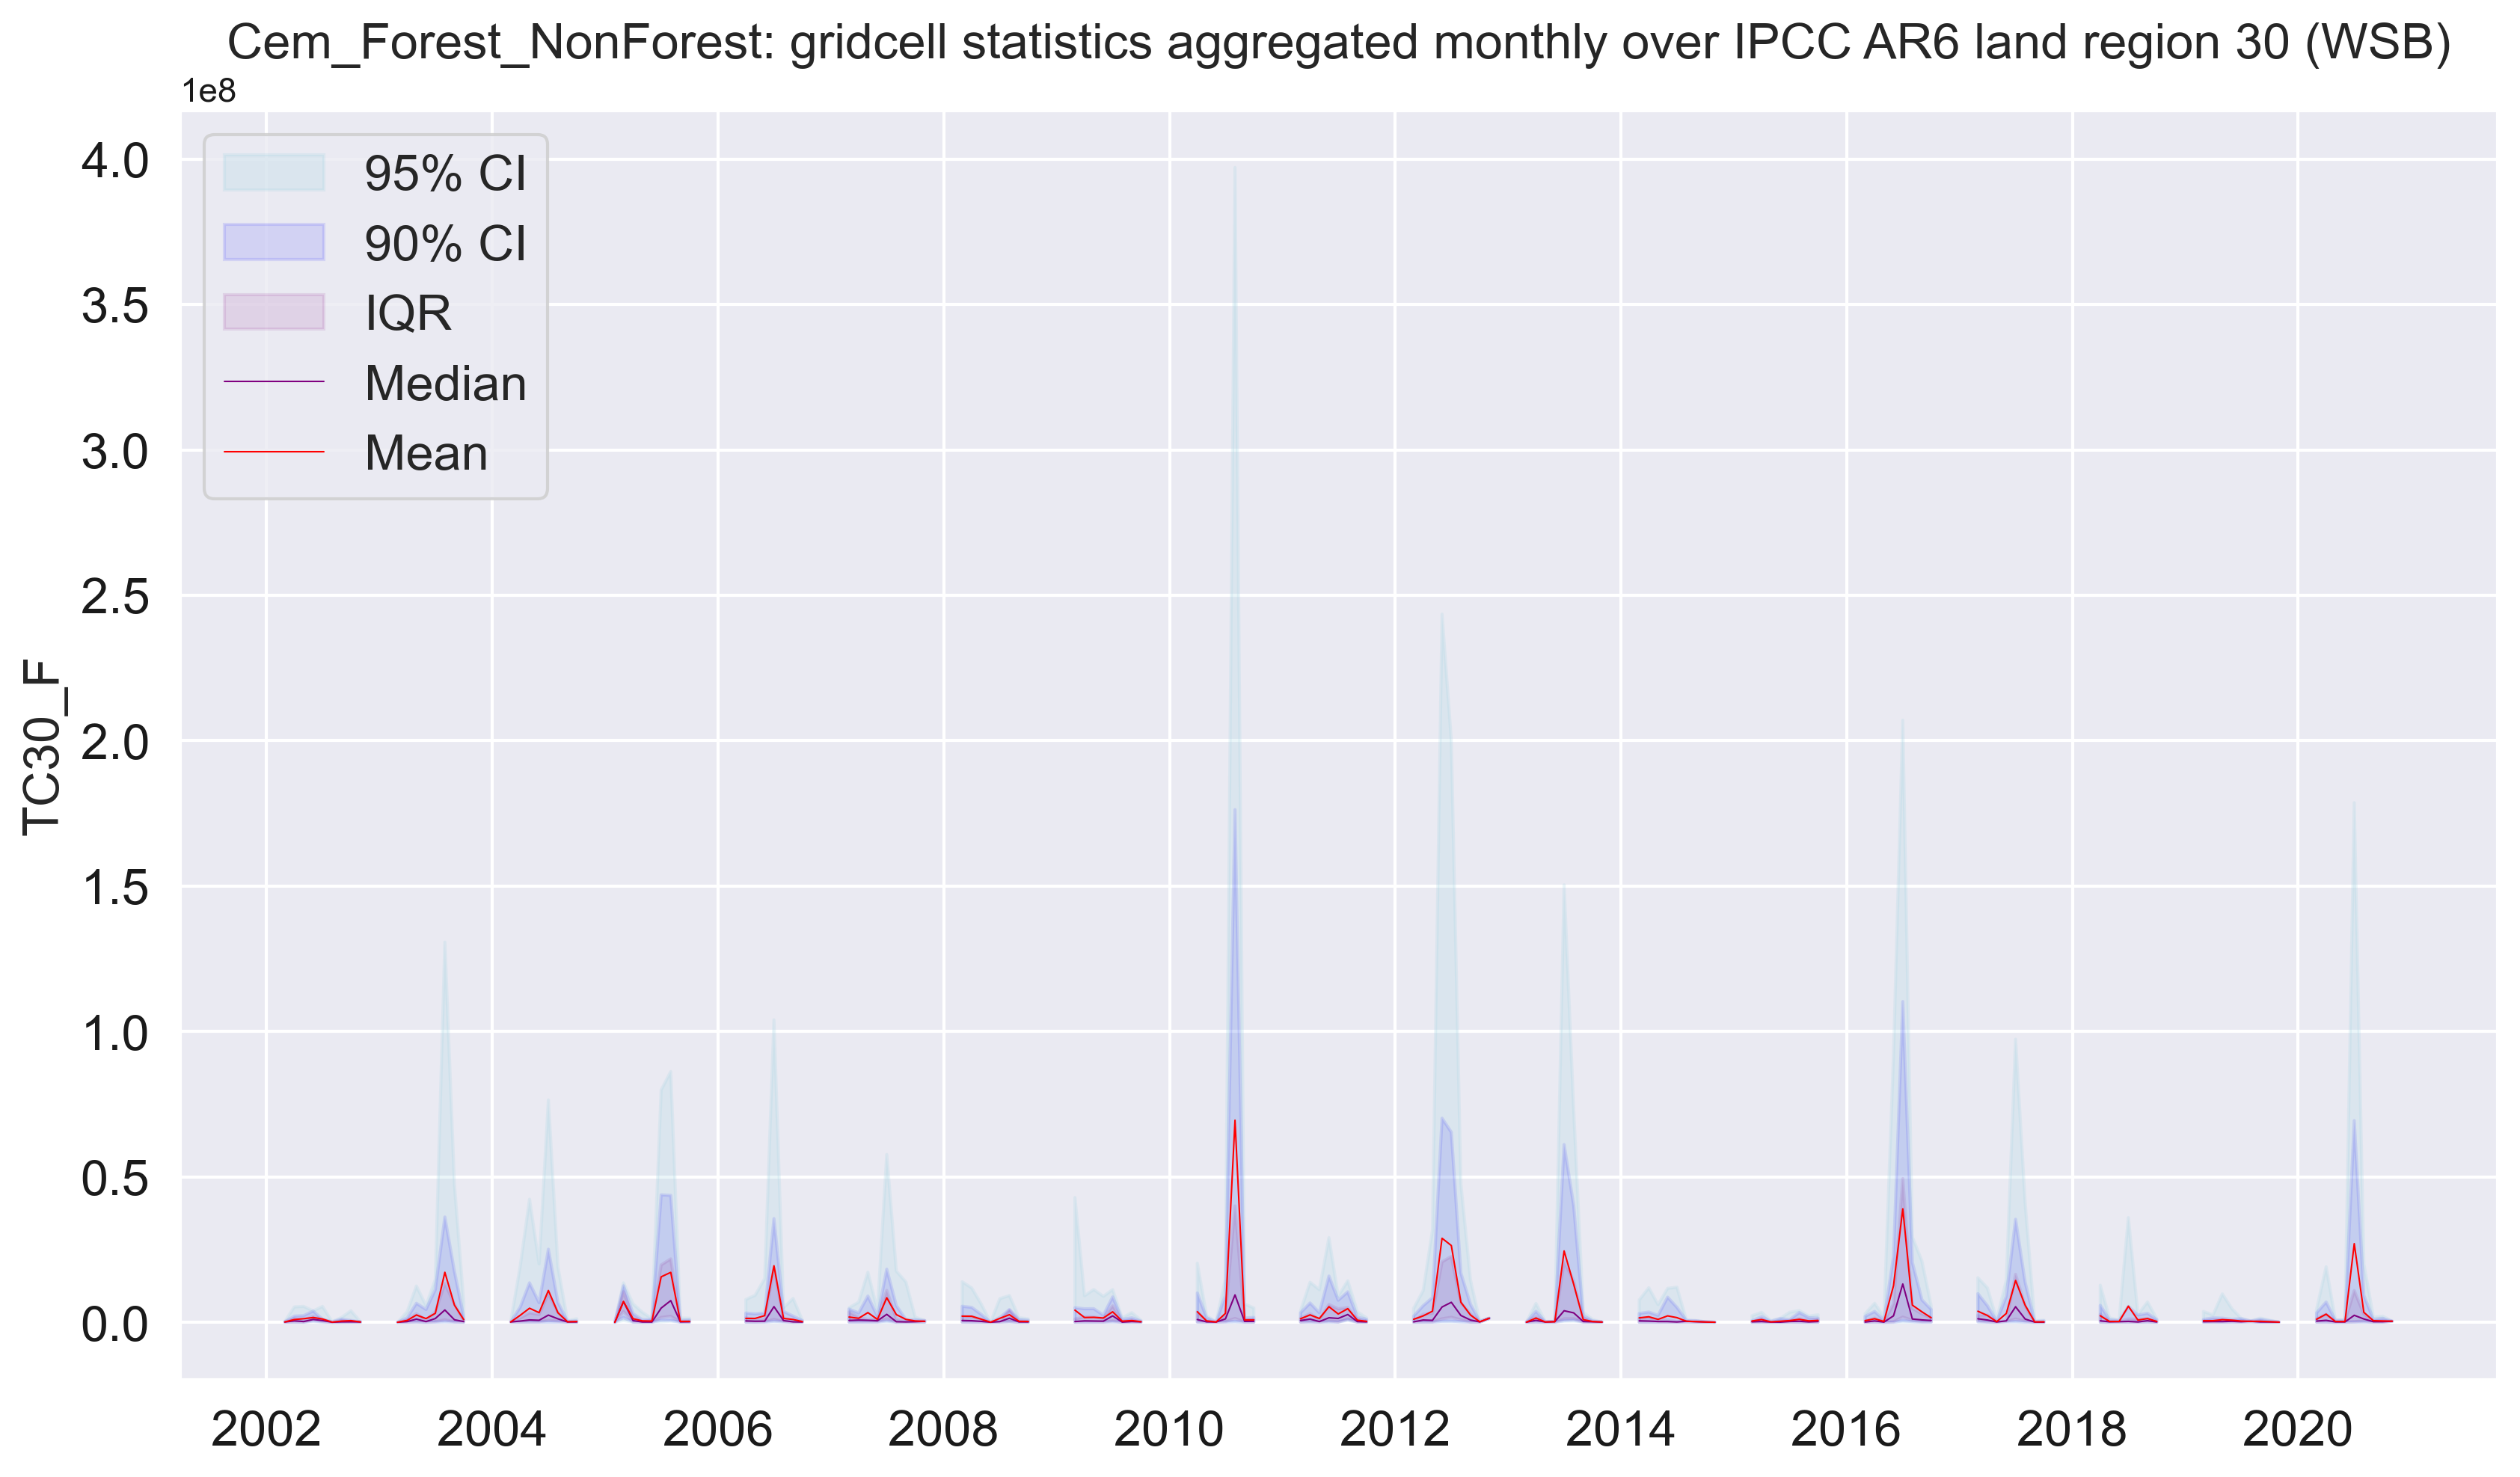 Cem_Forest_NonForest: gridcell statistics aggregated monthly over IPCC AR6 land region 30 (WSB)
1e8
4.0
3.5
3.0
2.5
2.0
1.5
1.0
0.5
0.0
TC30_F
95% CI
90% CI
IQR
Median
Mean
2002 2004 2006 2008 2010 2012 2014 2016 2018 2020